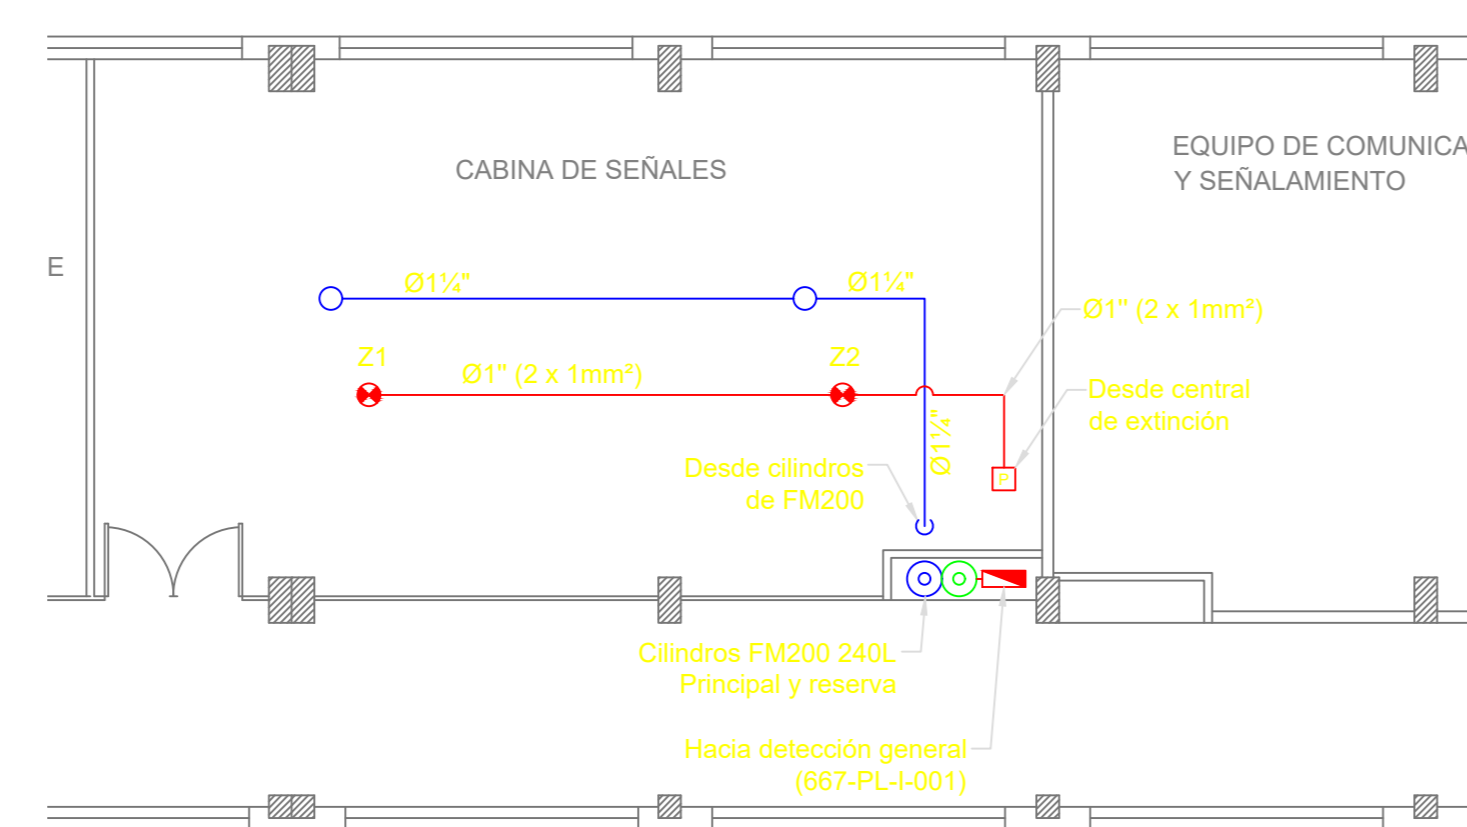 CABINA DE SEÑALES
EQUIPO DE COMUNICA
Y SEÑALAMIENTO
E
Ø1¼"
Ø1¼"
Ø1" (2 x 1mm²)
Z1
Z2
Ø1" (2 x 1mm²)
Desde central
de extinción
Ø1¼"
Desde cilindros
de FM200
P
Cilindros FM200 240L
Principal y reserva
Hacia detección general
(667-PL-I-001)